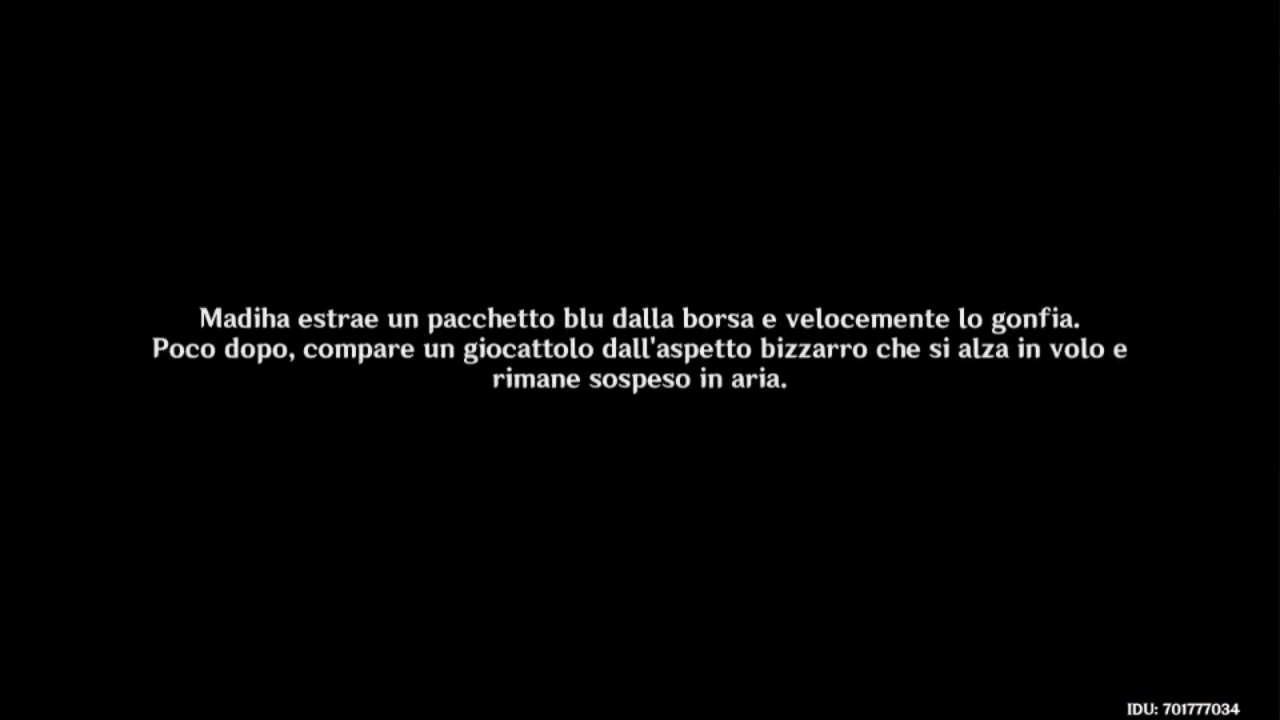 Madiha estrae un pacchetto blu dalla borsa e velocemente lo gonfia.
Poco dopo, compare un giocattolo dall'aspetto bizzarro che si alza in volo e
rimane sospeso in aria.
IDU: 701777034